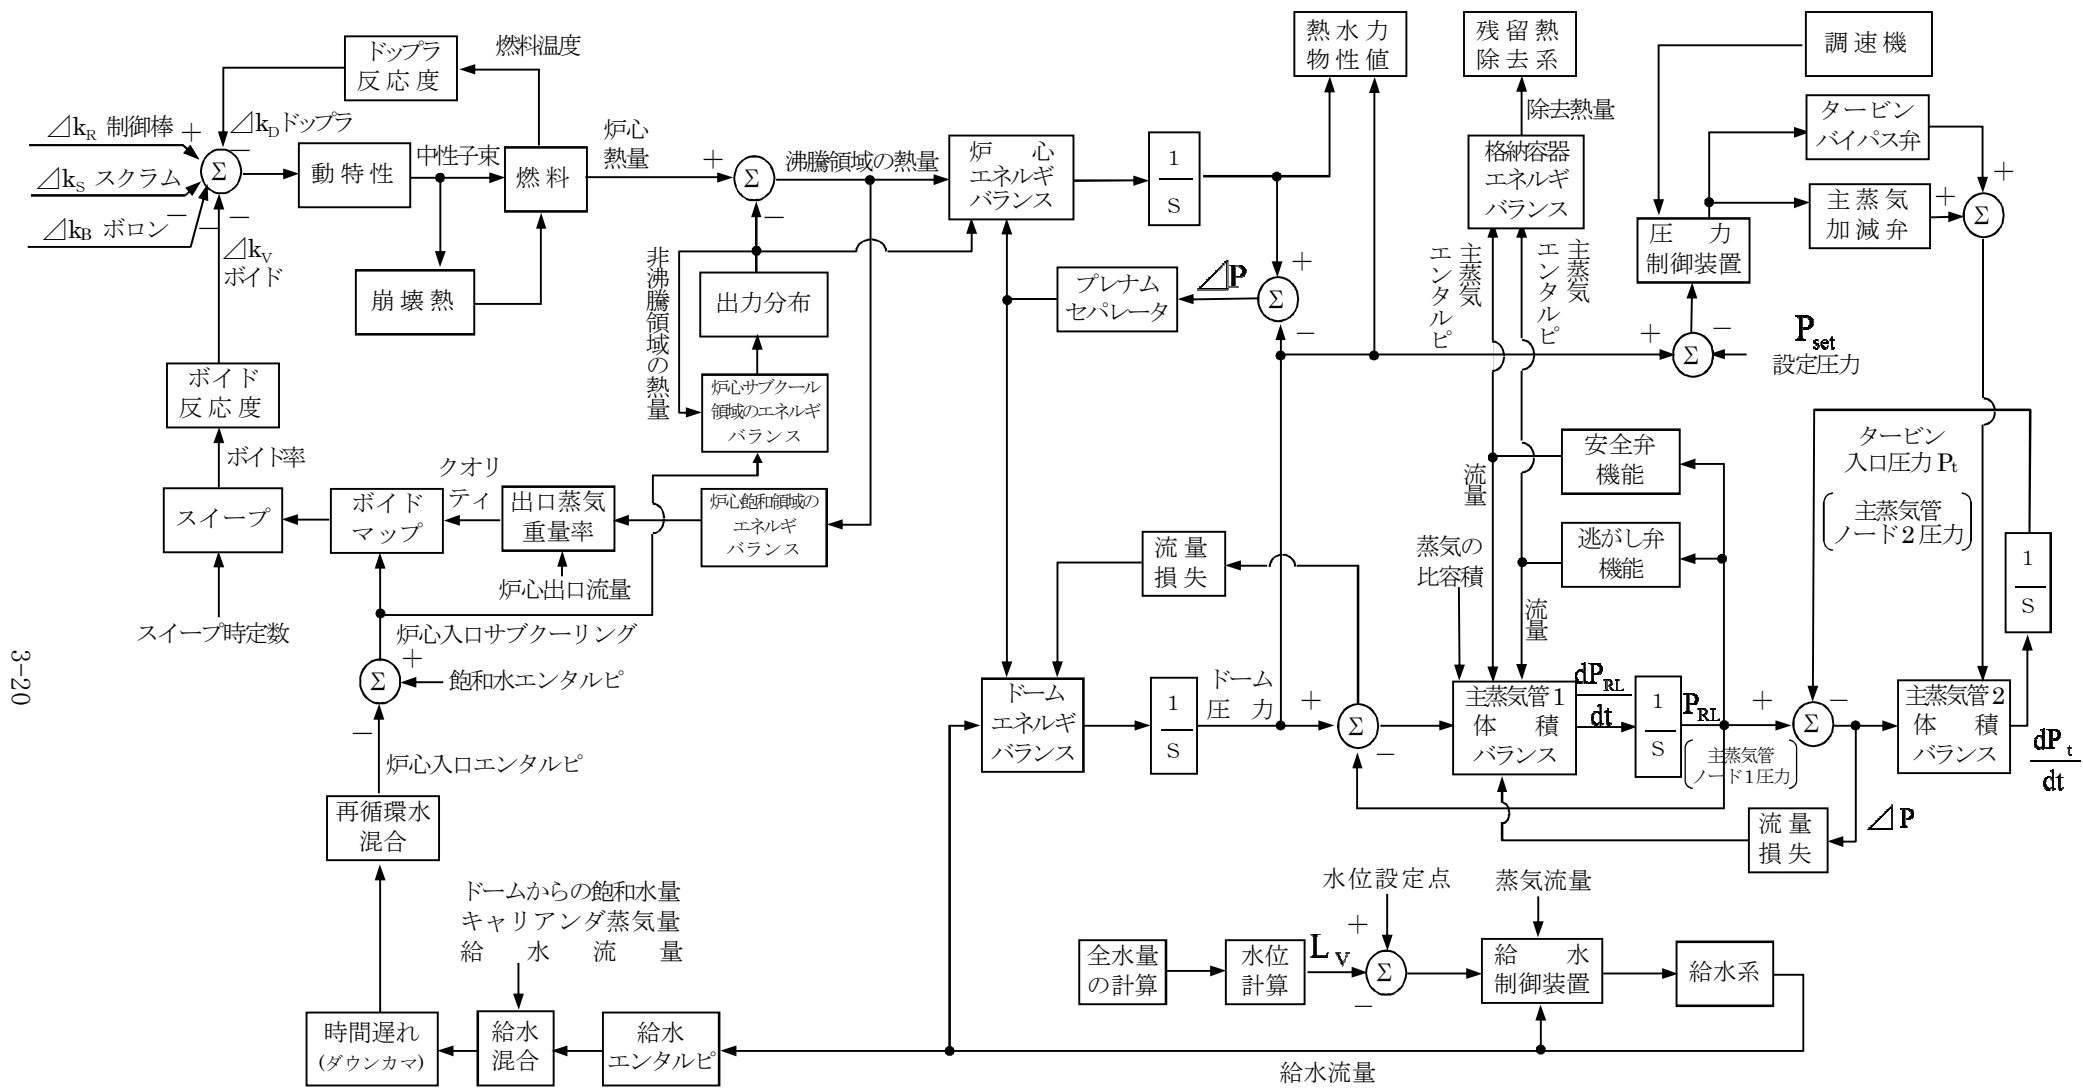 ドップラ
反応度
燃料温度
⊿kR 制御棒
+
⊿kDドップラ
−
Σ
⊿kS スクラム
−
⊿kB ボロン
−
−
⊿kV
ボイド
動特性
中性子束
燃料
炉心
熱量
崩壊熱
+
Σ
−
沸騰領域の熱量
非沸騰領域の熱量
出力分布
炉心サブクール
領域のエネルギ
バランス
炉心飽和領域の
エネルギ
バランス
炉心
エネルギ
バランス
1
S
熱水力
物性値
残留熱
除去系
除去熱量
格納容器
エネルギ
バランス
主蒸気
エンタルピ
主蒸気
エンタルピ
調速機
タービン
バイパス弁
+
主蒸気
加減弁
+
Σ
圧力
制御装置
+
−
Σ
Pset
設定圧力
プレナム
セパレータ
⊿P
+
Σ
−
ボイド
反応度
ボイド率
スイープ
スイープ時定数
ボイド
マップ
クオリ
ティ
出口蒸気
重量率
炉心出口流量
炉心入口サブクーリング
+
Σ
飽和水エンタルピ
−
炉心入口エンタルピ
再循環水
混合
流量
安全弁
機能
逃がし弁
機能
流量
蒸気の
比容積
流量
損失
タービン
入口圧力 Pt
主蒸気管
ノード2圧力
1
S
ドーム
エネルギ
バランス
1
S
ドーム
圧力
+
Σ
−
主蒸気管1
体積
バランス
dPRL
dt
1
S
PRL
主蒸気管
ノード1圧力
+
Σ
−
主蒸気管2
体積
バランス
dPt
dt
流量
損失
⊿P
ドームからの飽和水量
キャリアンダ蒸気量
給水流量
時間遅れ
(ダウンカマ)
給水
混合
給水
エンタルピ
全水量
の計算
水位
計算
Lv
水位設定点
+
Σ
−
蒸気流量
給水
制御装置
給水系
給水流量
3-20